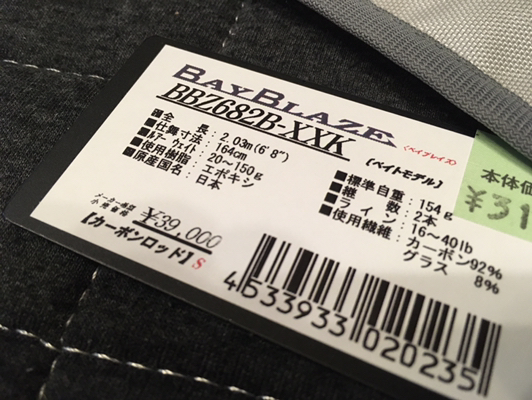 BAY BLAZE
(ベイブレイズ)
BBZ682B-XXK
【ベイトモデル】
■全長:2.03m(6'8")
■仕舞寸法:164cm
■ルアーウェイト:20〜150g
■使用樹脂:エポキシ
■原産国名:日本
■標準自重:154g
■継数:2本
■ライン:16〜40lb
■使用繊維:カーボン92%
グラス8%
メーカー希望
小売価格
¥39,000
【カーボンロッド】S
4533933020235
本体価
¥31